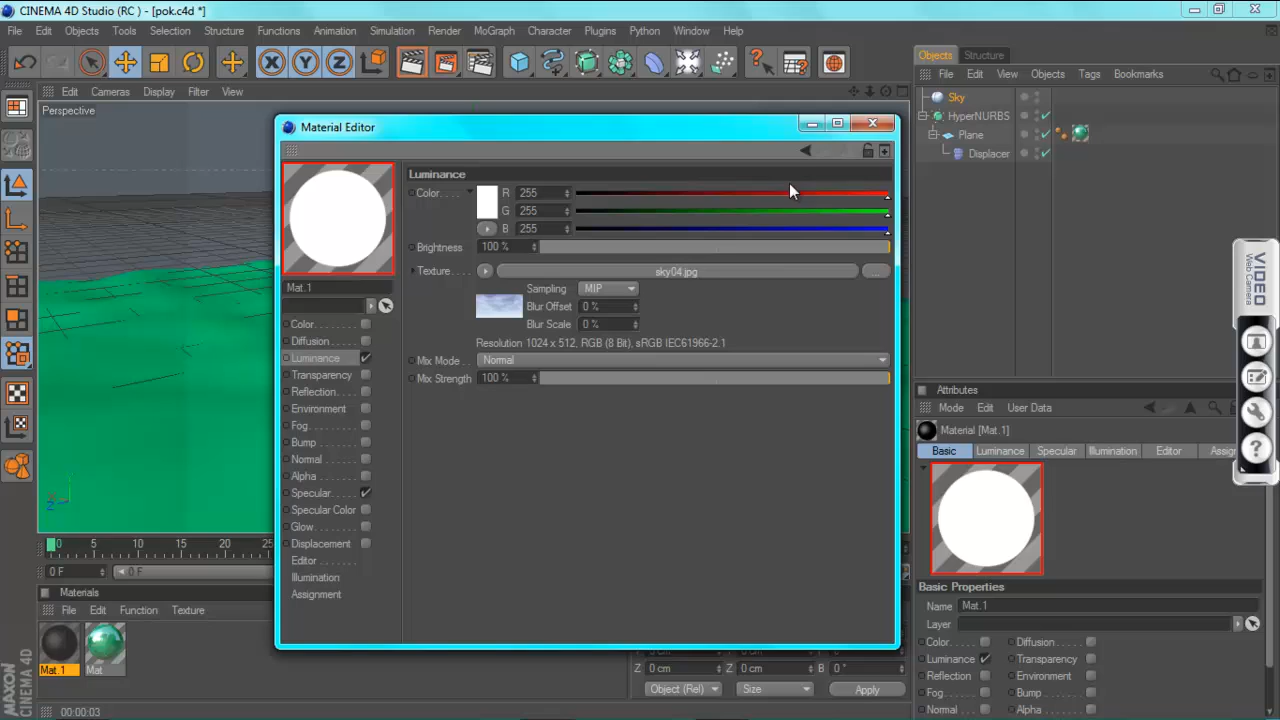 CINEMA 4D Studio (RC ) - [pok.c4d *]
File Edit Objects Tools Selection Structure Functions Animation Simulation Render MoGraph Character Plugins Python Window Help
X Y Z
Edit Cameras Display Filter View
Perspective
Objects Structure
File Edit View Objects Tags Bookmarks
Sky
HyperNURBS
Plane
Displacer
Material Editor
Luminance
Color R 255
G 255
B 255
Brightness 100 %
Texture sky04.jpg ...
Sampling MIP
Blur Offset 0 %
Blur Scale 0 %
Resolution 1024 x 512, RGB (8 Bit), sRGB IEC61966-2.1
Mix Mode Normal
Mix Strength 100 %
Mat.1
Color
Diffusion
Luminance
Transparency
Reflection
Environment
Fog
Bump
Normal
Alpha
Specular
Specular Color
Glow
Displacement
Editor
Illumination
Assignment
VIDEO
Web Camera
Attributes
Mode Edit User Data
Material [Mat.1]
Basic Luminance Specular Illumination Editor Assign
Basic Properties
Name Mat.1
Layer
Color Diffusion
Luminance Transparency
Reflection Environment
Fog Bump
Normal Alpha
0 5 10 15 20 25
0 F 0 F
Materials
File Edit Function Texture
Mat.1 Mat
Z 0 cm Z 0 cm B 0 °
Object (Rel) Size Apply
MAXON
CINEMA 4D
00:00:03